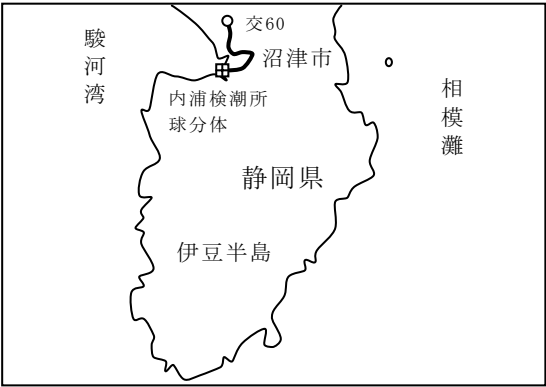 交60
沼津市
駿河湾
内浦検潮所
球分体
相模灘
静岡県
伊豆半島